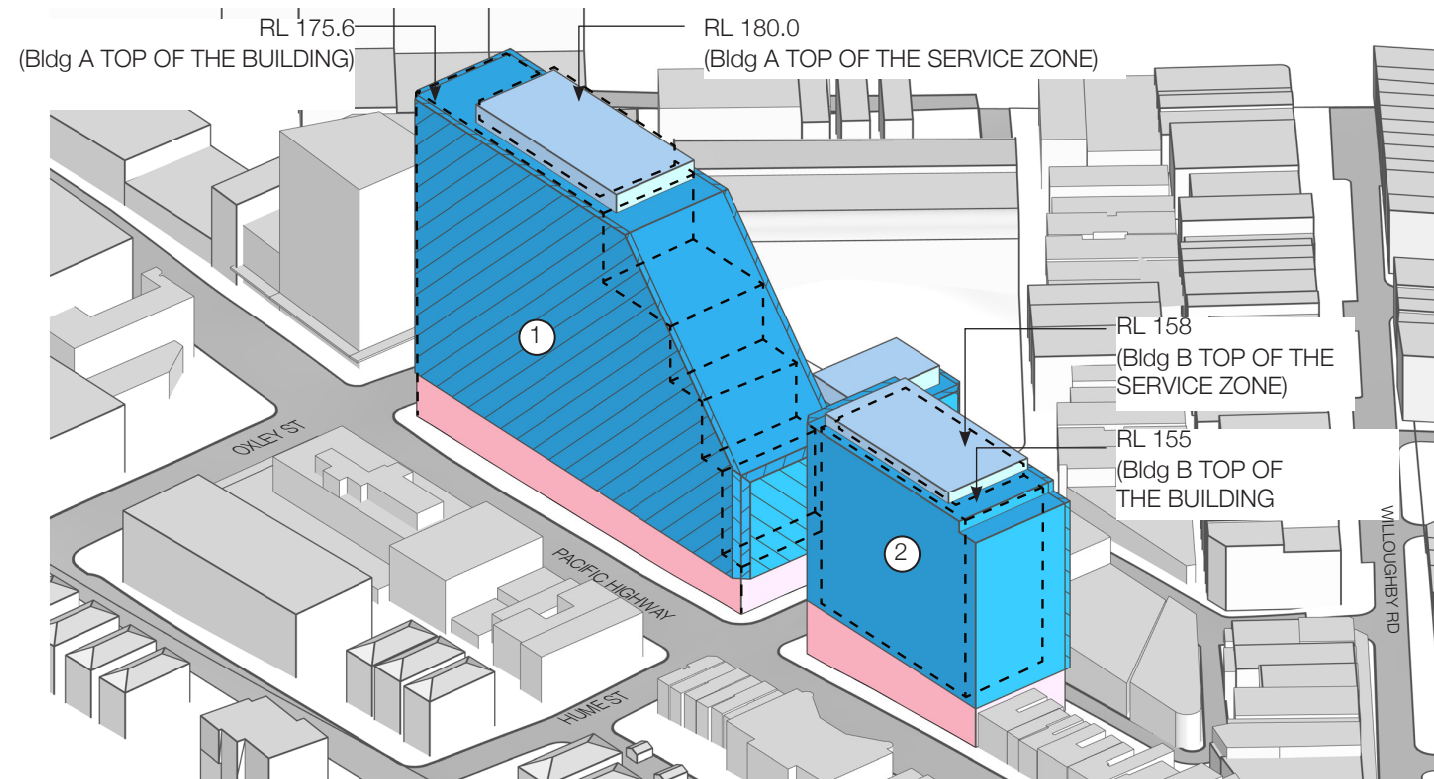 RL 175.6
(Bldg A TOP OF THE BUILDING)
RL 180.0
(Bldg A TOP OF THE SERVICE ZONE)
1
RL 158
(Bldg B TOP OF THE
SERVICE ZONE)
OXLEY ST
RL 155
(Bldg B TOP OF
THE BUILDING
WILLOUGHBY RD
2
PACIFIC HIGHWAY
HUME ST